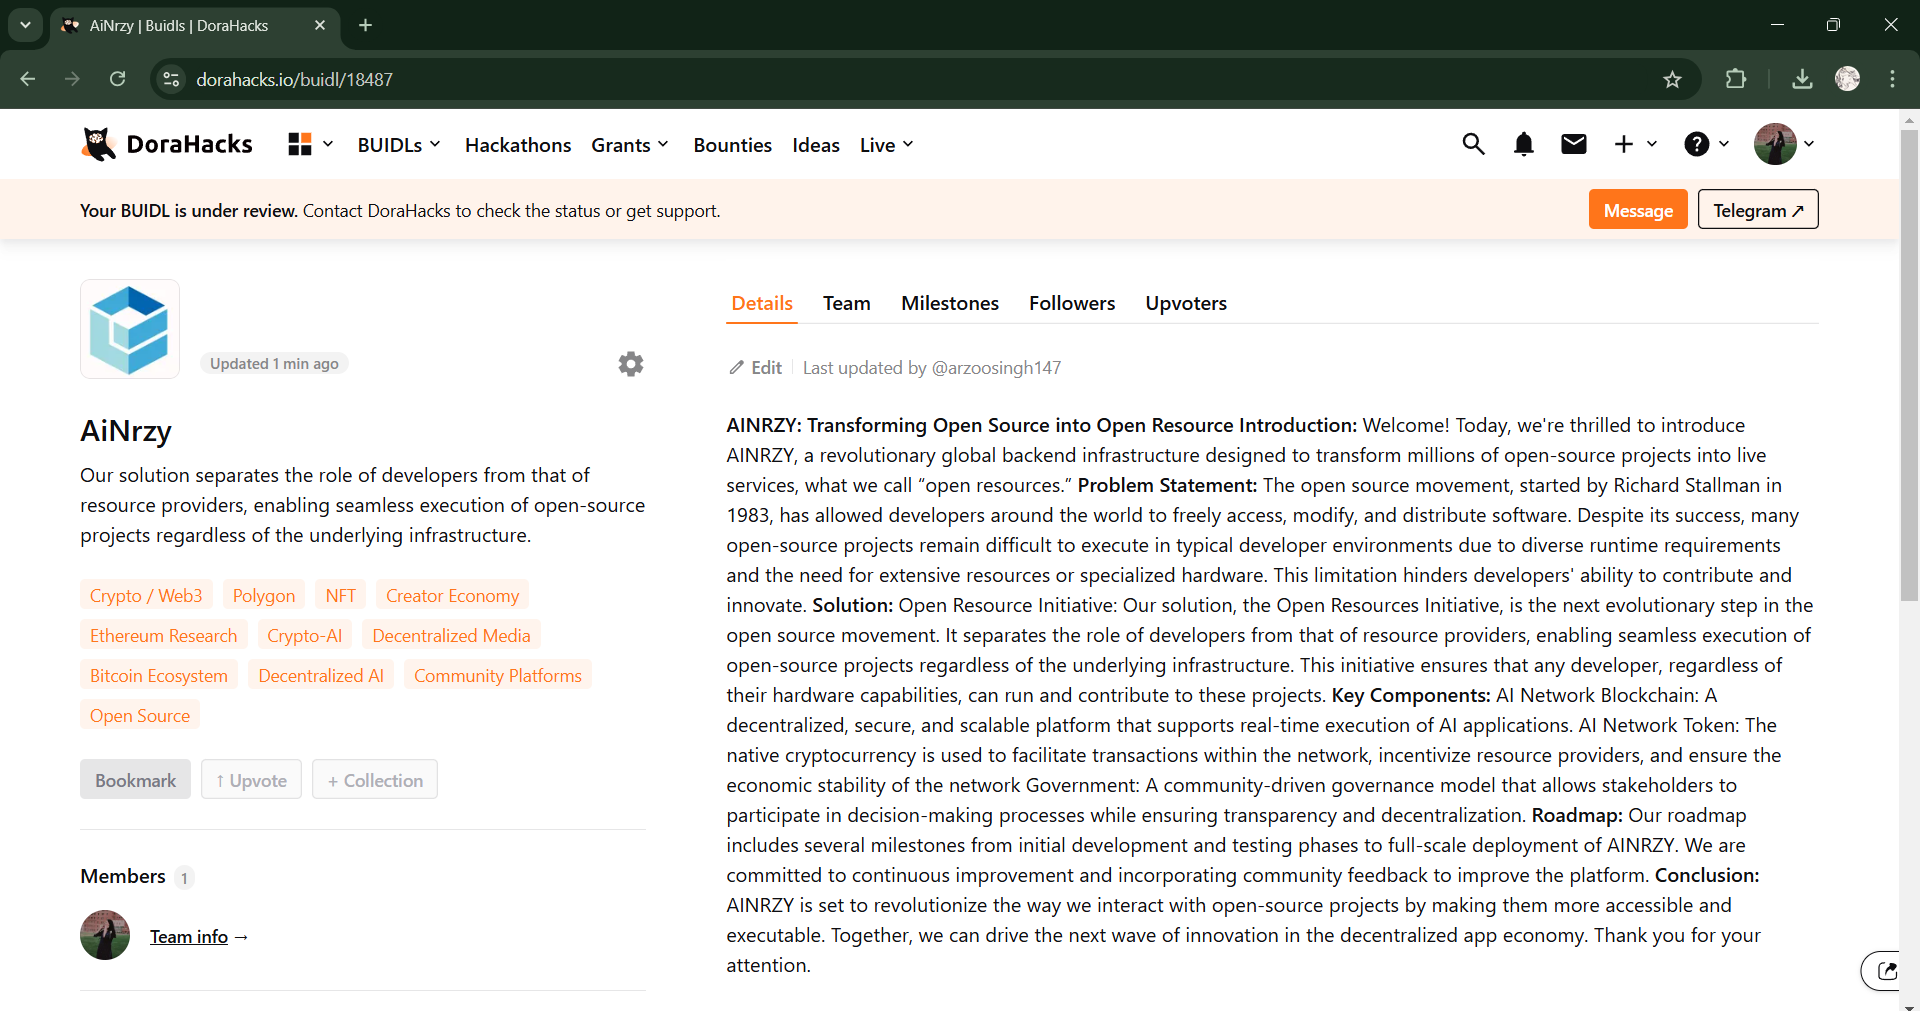 AiNrzy | Buidls | DoraHacks
dorahacks.io/buidl/18487
DoraHacks BUIDLs Hackathons Grants Bounties Ideas Live
Your BUIDL is under review. Contact DoraHacks to check the status or get support. Message Telegram ↗
Updated 1 min ago
AiNrzy
Our solution separates the role of developers from that of
resource providers, enabling seamless execution of open-source
projects regardless of the underlying infrastructure.
Crypto / Web3 Polygon NFT Creator Economy
Ethereum Research Crypto-AI Decentralized Media
Bitcoin Ecosystem Decentralized AI Community Platforms
Open Source
Bookmark ↑ Upvote + Collection
Members 1
Team info →
Details Team Milestones Followers Upvoters
Edit Last updated by @arzoosingh147
AINRZY: Transforming Open Source into Open Resource Introduction: Welcome! Today, we're thrilled to introduce
AINRZY, a revolutionary global backend infrastructure designed to transform millions of open-source projects into live
services, what we call “open resources.” Problem Statement: The open source movement, started by Richard Stallman in
1983, has allowed developers around the world to freely access, modify, and distribute software. Despite its success, many
open-source projects remain difficult to execute in typical developer environments due to diverse runtime requirements
and the need for extensive resources or specialized hardware. This limitation hinders developers' ability to contribute and
innovate. Solution: Open Resource Initiative: Our solution, the Open Resources Initiative, is the next evolutionary step in the
open source movement. It separates the role of developers from that of resource providers, enabling seamless execution of
open-source projects regardless of the underlying infrastructure. This initiative ensures that any developer, regardless of
their hardware capabilities, can run and contribute to these projects. Key Components: AI Network Blockchain: A
decentralized, secure, and scalable platform that supports real-time execution of AI applications. AI Network Token: The
native cryptocurrency is used to facilitate transactions within the network, incentivize resource providers, and ensure the
economic stability of the network Government: A community-driven governance model that allows stakeholders to
participate in decision-making processes while ensuring transparency and decentralization. Roadmap: Our roadmap
includes several milestones from initial development and testing phases to full-scale deployment of AINRZY. We are
committed to continuous improvement and incorporating community feedback to improve the platform. Conclusion:
AINRZY is set to revolutionize the way we interact with open-source projects by making them more accessible and
executable. Together, we can drive the next wave of innovation in the decentralized app economy. Thank you for your
attention.